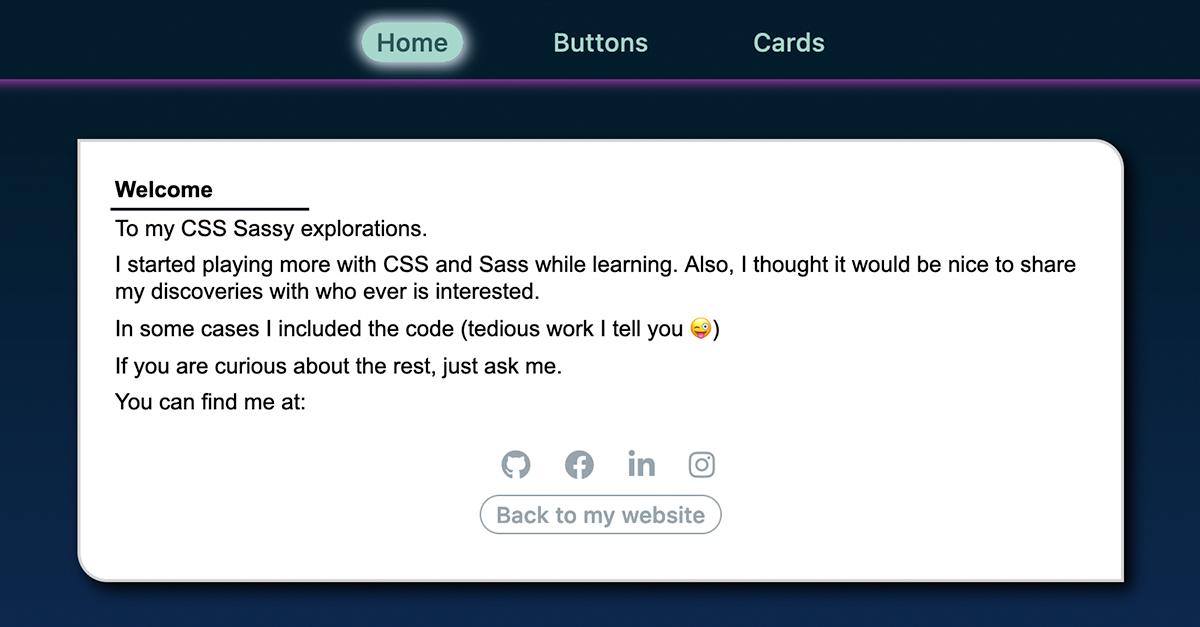 Home Buttons Cards
Welcome
To my CSS Sassy explorations.
I started playing more with CSS and Sass while learning. Also, I thought it would be nice to share
my discoveries with who ever is interested.
In some cases I included the code (tedious work I tell you 😜)
If you are curious about the rest, just ask me.
You can find me at:
Back to my website